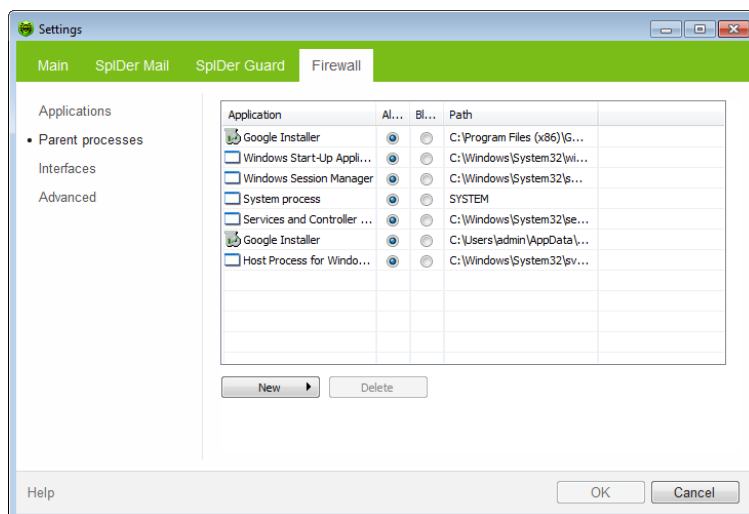 Settings
Main SpIDer Mail SpIDer Guard Firewall
Applications
Parent processes
Interfaces
Advanced
Application Al... Bl... Path
Google Installer C:\Program Files (x86)\G...
Windows Start-Up Appli... C:\Windows\System32\wi...
Windows Session Manager C:\Windows\System32\s...
System process SYSTEM
Services and Controller ... C:\Windows\System32\se...
Google Installer C:\Users\admin\AppData\...
Host Process for Windo... C:\Windows\System32\sv...
New Delete
Help OK Cancel